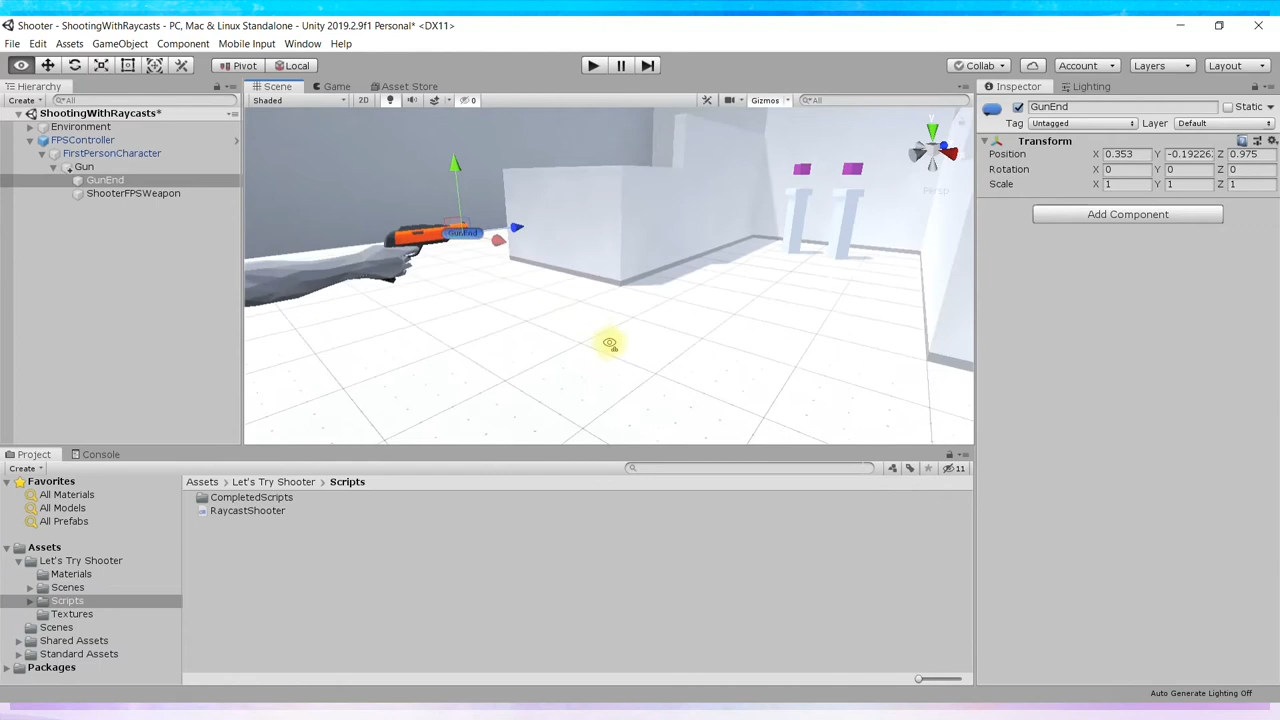 Shooter - ShootingWithRaycasts - PC, Mac & Linux Standalone - Unity 2019.2.9f1 Personal* <DX11>
File Edit Assets GameObject Component Mobile Input Window Help
Pivot Local Collab Account Layers Layout
Hierarchy Scene Game Asset Store Inspector Lighting
Create All Shaded 2D 0 Gizmos All GunEnd Static
ShootingWithRaycasts* Tag Untagged Layer Default
Environment
FPSController Transform
FirstPersonCharacter Position X 0.353 Y -0.19226 Z 0.975
Gun Rotation X 0 Y 0 Z 0
GunEnd Scale X 1 Y 1 Z 1
ShooterFPSWeapon
y
Persp
Add Component
GunEnd
Project Console
Create 11
Favorites Assets Let's Try Shooter Scripts
All Materials CompletedScripts
All Models RaycastShooter
All Prefabs
Assets
Let's Try Shooter
Materials
Scenes
Scripts
Textures
Scenes
Shared Assets
Standard Assets
Packages
Auto Generate Lighting Off